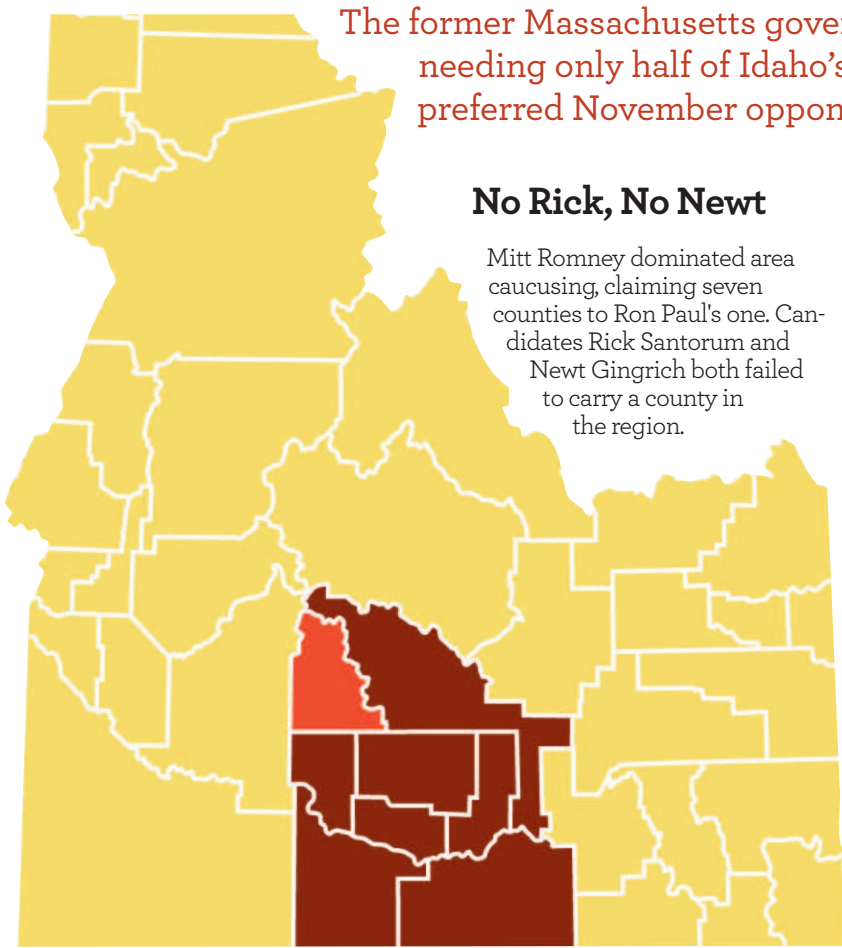 The former Massachusetts
needing only half of Idaho's
preferred November
No Rick, No Newt
Mitt Romney dominated area
caucusing, claiming seven
counties to Ron Paul's one. Can-
didates Rick Santorum and
Newt Gingrich both failed
to carry a county in
the region.